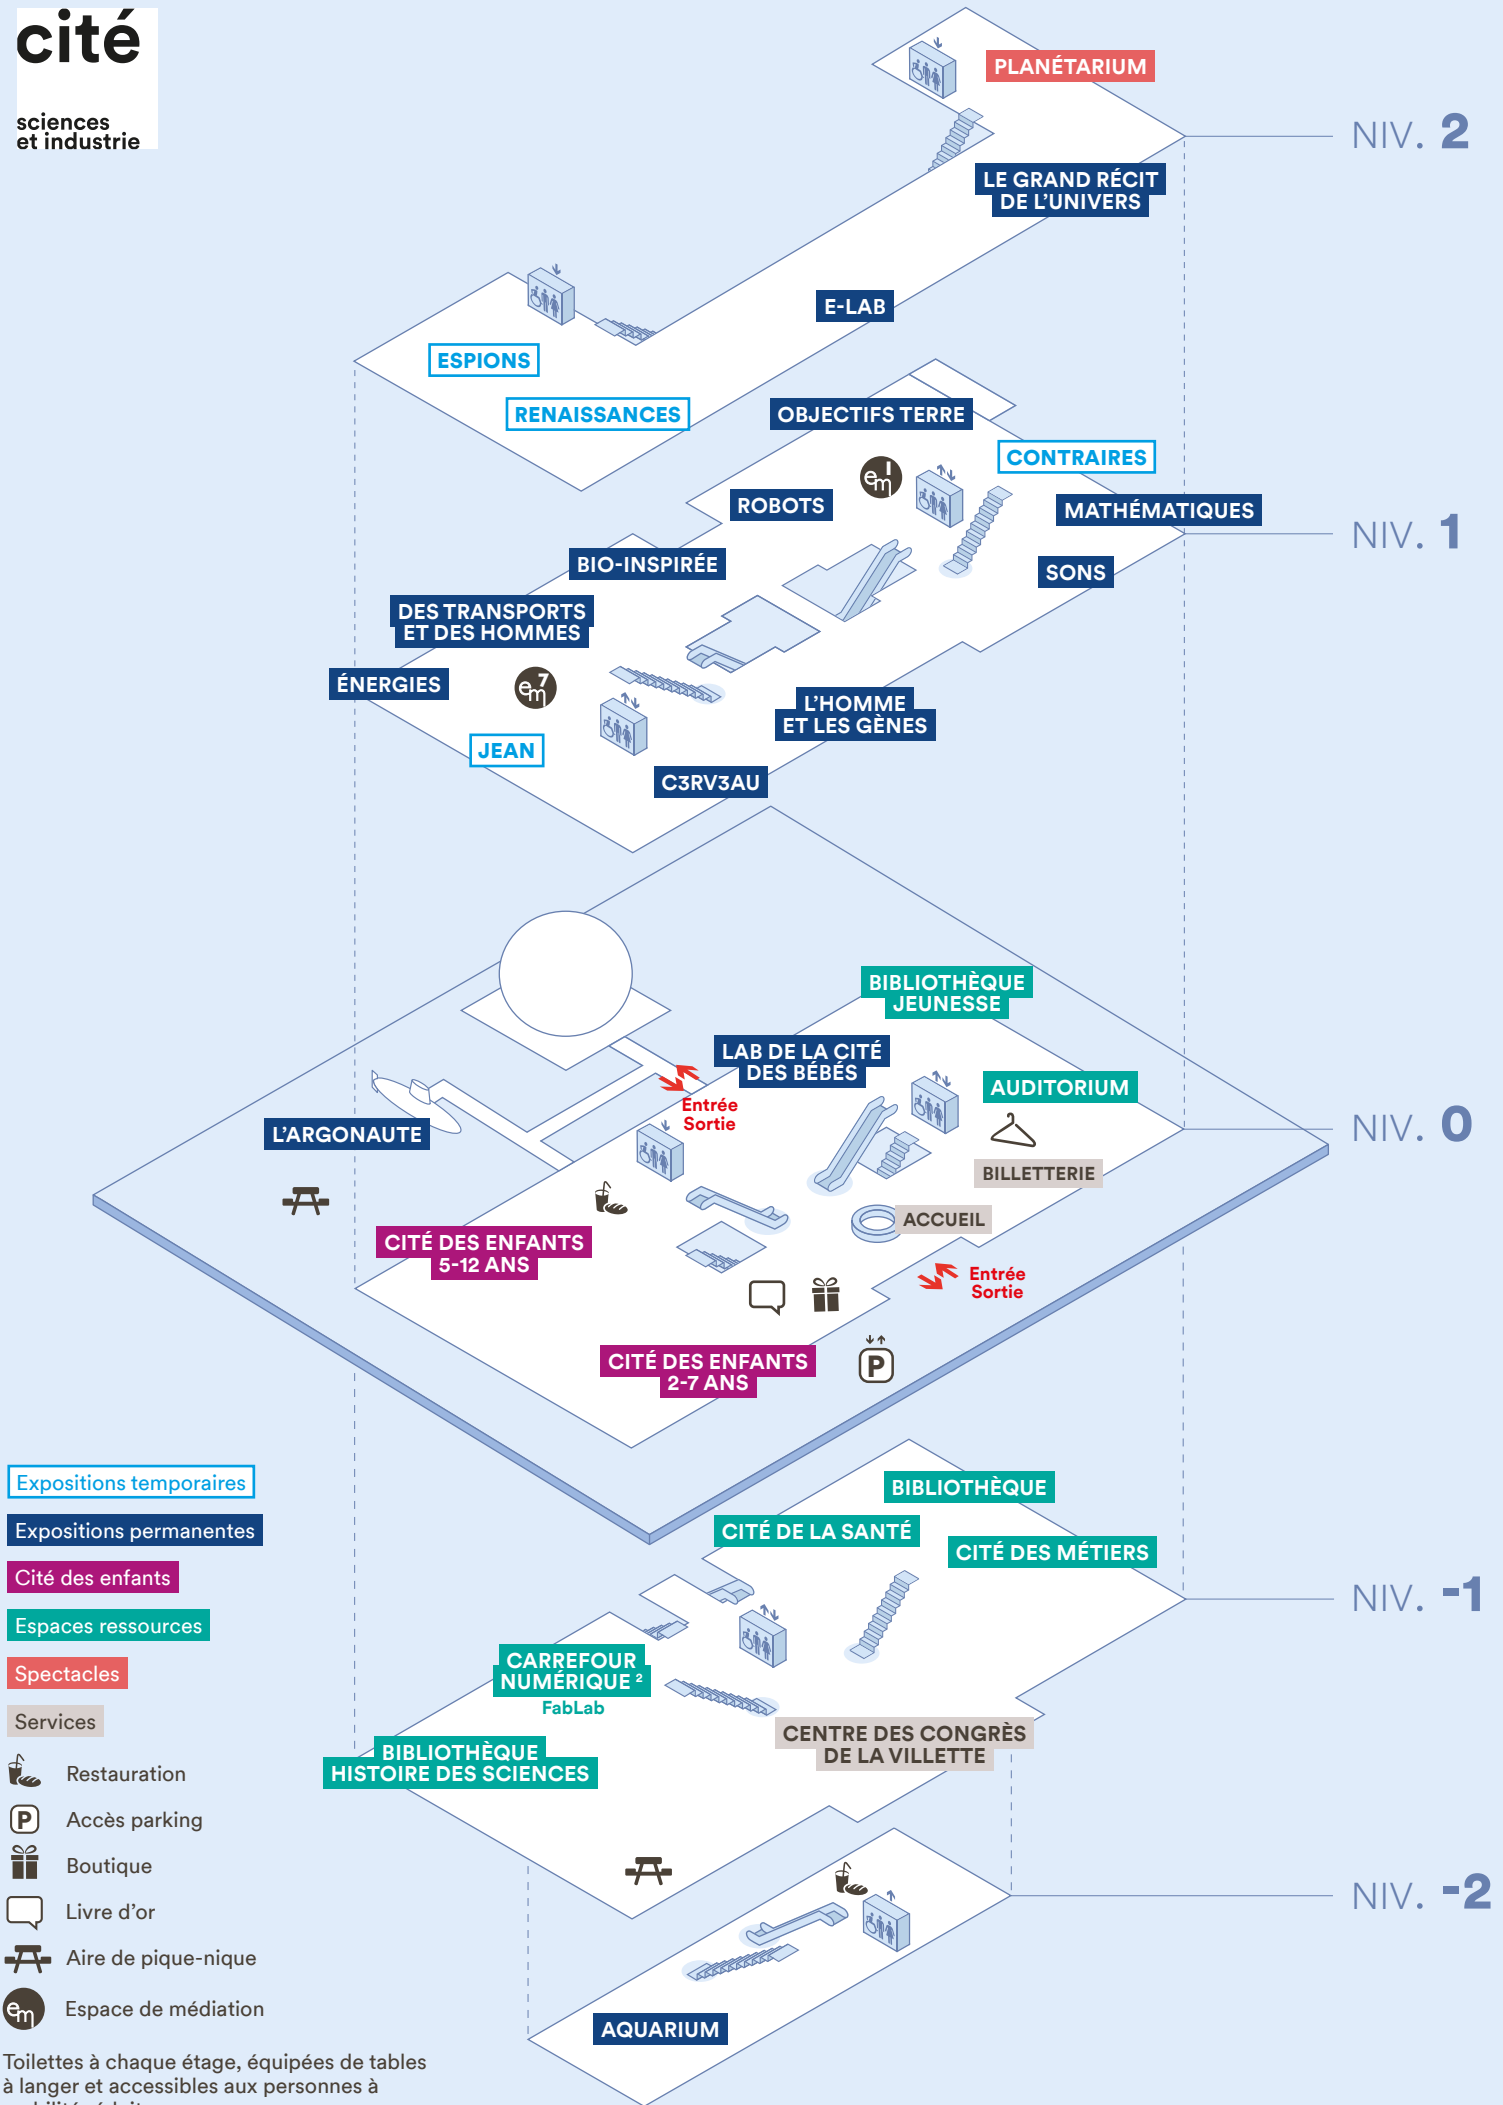 cité
sciences
et industrie
PLANÉTARIUM
NIV. 2
LE GRAND RÉCIT
DE L'UNIVERS
E-LAB
ESPIONS
RENAISSANCES
OBJECTIFS TERRE
CONTRAIRES
em1
ROBOTS
MATHÉMATIQUES
NIV. 1
BIO-INSPIRÉE
SONS
DES TRANSPORTS
ET DES HOMMES
ÉNERGIES
em7
L'HOMME
ET LES GÈNES
JEAN
C3RV3AU
BIBLIOTHÈQUE
JEUNESSE
LAB DE LA CITÉ
DES BÉBÉS
AUDITORIUM
Entrée
Sortie
L'ARGONAUTE
NIV. 0
BILLETTERIE
ACCUEIL
CITÉ DES ENFANTS
5-12 ANS
Entrée
Sortie
CITÉ DES ENFANTS
2-7 ANS
P
BIBLIOTHÈQUE
CITÉ DE LA SANTÉ
CITÉ DES MÉTIERS
NIV. -1
CARREFOUR
NUMÉRIQUE ²
FabLab
CENTRE DES CONGRÈS
DE LA VILLETTE
BIBLIOTHÈQUE
HISTOIRE DES SCIENCES
NIV. -2
AQUARIUM
Expositions temporaires
Expositions permanentes
Cité des enfants
Espaces ressources
Spectacles
Services
Restauration
P Accès parking
Boutique
Livre d'or
Aire de pique-nique
em Espace de médiation
Toilettes à chaque étage, équipées de tables
à langer et accessibles aux personnes à